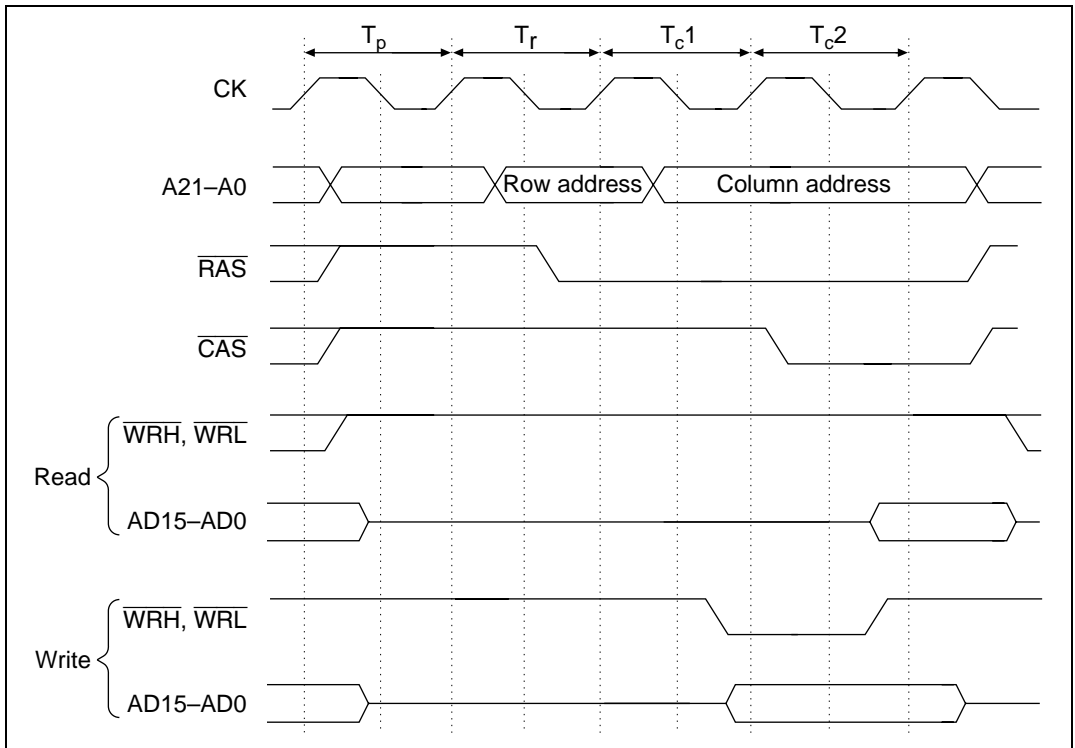 Tp Tr Tc1 Tc2
CK
A21–A0 Row address Column address
RAS
CAS
WRH, WRL
Read
AD15–AD0
WRH, WRL
Write
AD15–AD0